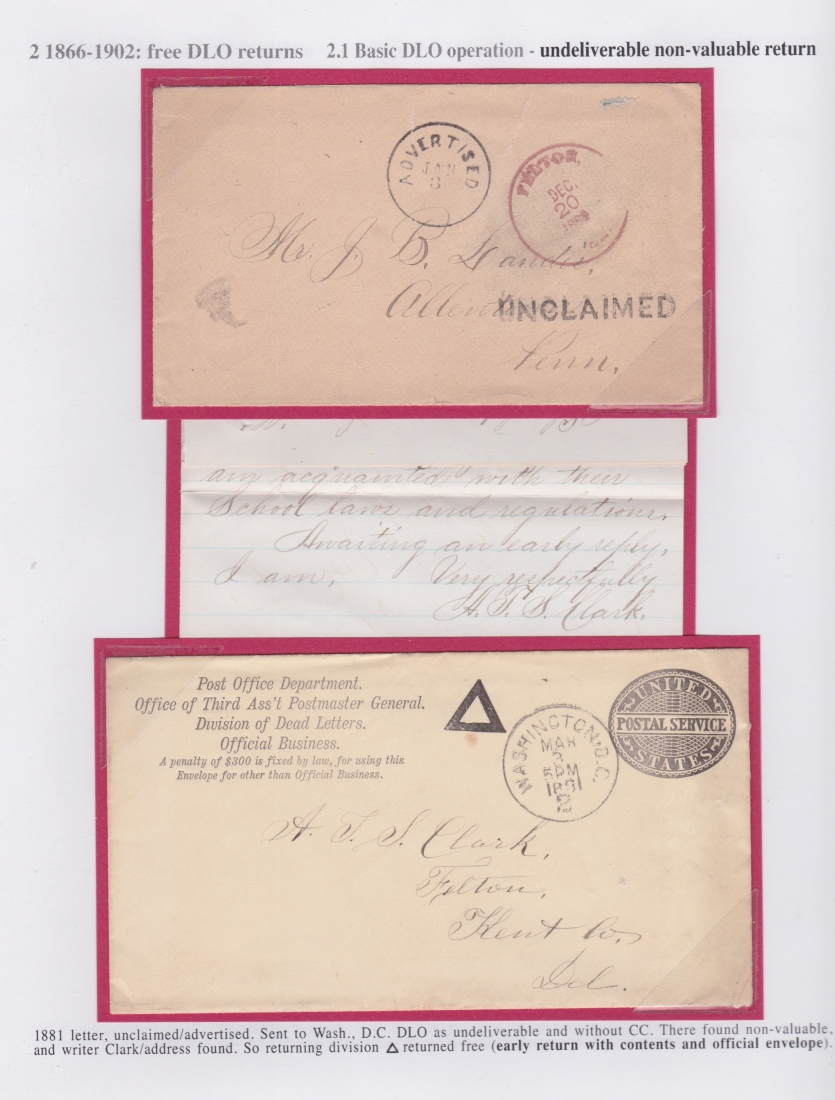 2 1866-1902: free DLO returns 2.1 Basic DLO operation - undeliverable non-valuable return
ADVERTISED
JAN
3
FELTON,
DEC.
20
Mr. J. B. Landis,
UNCLAIMED
Penn,
am acquainted with their
School laws and regulations.
Awaiting an early reply,
I am, Very respectfully
A. T. S. Clark.
Post Office Department.
Office of Third Ass't Postmaster General.
Division of Dead Letters.
Official Business.
A penalty of $300 is fixed by law, for using this
Envelope for other than Official Business.
WASHINGTON. D.C.
MAR
3
5PM
1881
2
UNITED
POSTAL SERVICE
STATES
A. T. S. Clark,
Felton,
Kent Co,
Del.
1881 letter, unclaimed/advertised. Sent to Wash., D.C. DLO as undeliverable and without CC. There found non-valuable,
and writer Clark/address found. So returning division △ returned free (early return with contents and official envelope).